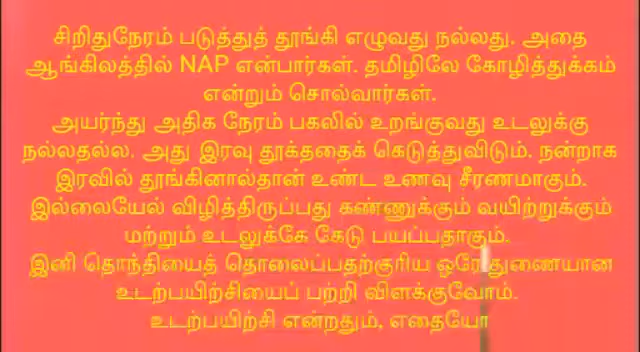 சிறிதுநேரம் படுத்துத் தூங்கி எழுவது நல்லது. அதை
ஆங்கிலத்தில் NAP என்பார்கள். தமிழிலே கோழித்துக்கம்
என்றும் சொல்வார்கள்.
அயர்ந்து அதிக நேரம் பகலில் உறங்குவது உடலுக்கு
நல்லதல்ல. அது இரவு தூக்ததைக் கெடுத்துவிடும். நன்றாக
இரவில் தூங்கினால்தான் உண்ட உணவு சீரணமாகும்.
இல்லையேல் விழித்திருப்பது கண்ணுக்கும் வயிற்றுக்கும்
மற்றும் உடலுக்கே கேடு பயப்பதாகும்.
இனி தொந்தியைத் தொலைப்பதற்குரிய ஒரே துணையான
உடற்பயிற்சியைப் பற்றி விளக்குவோம்.
உடற்பயிற்சி என்றதும், எதையோ